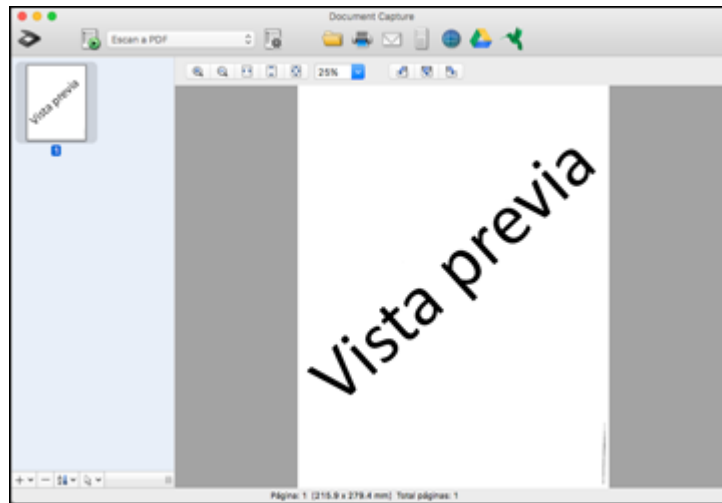 Document Capture
Escan a PDF
25%
Vista previa
1
Vista previa
Página: 1 (215.9 x 279.4 mm) Total páginas: 1